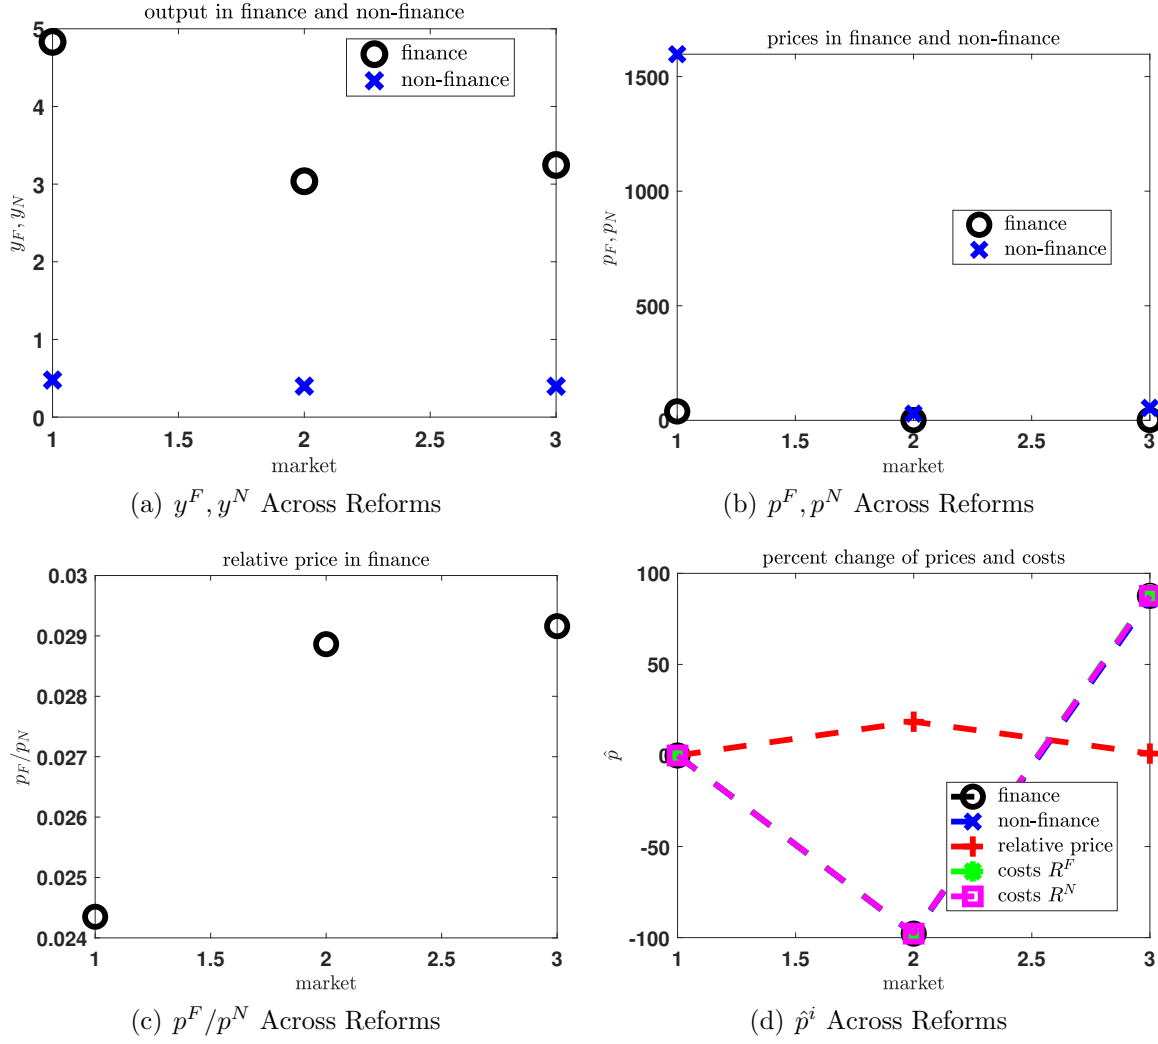 output in finance and non-finance
5
4
3
2
1
0
y_F, y_N
finance
non-finance
1
1.5
2
2.5
3
market
(a) y^F, y^N Across Reforms
prices in finance and non-finance
1500
1000
500
0
p_F, p_N
finance
non-finance
1
1.5
2
2.5
3
market
(b) p^F, p^N Across Reforms
relative price in finance
0.03
0.029
0.028
0.027
0.026
0.025
0.024
p_F/p_N
1
1.5
2
2.5
3
market
(c) p^F/p^N Across Reforms
percent change of prices and costs
100
50
0
-50
-100
p̂
finance
non-finance
relative price
costs R^F
costs R^N
1
1.5
2
2.5
3
market
(d) p̂^i Across Reforms